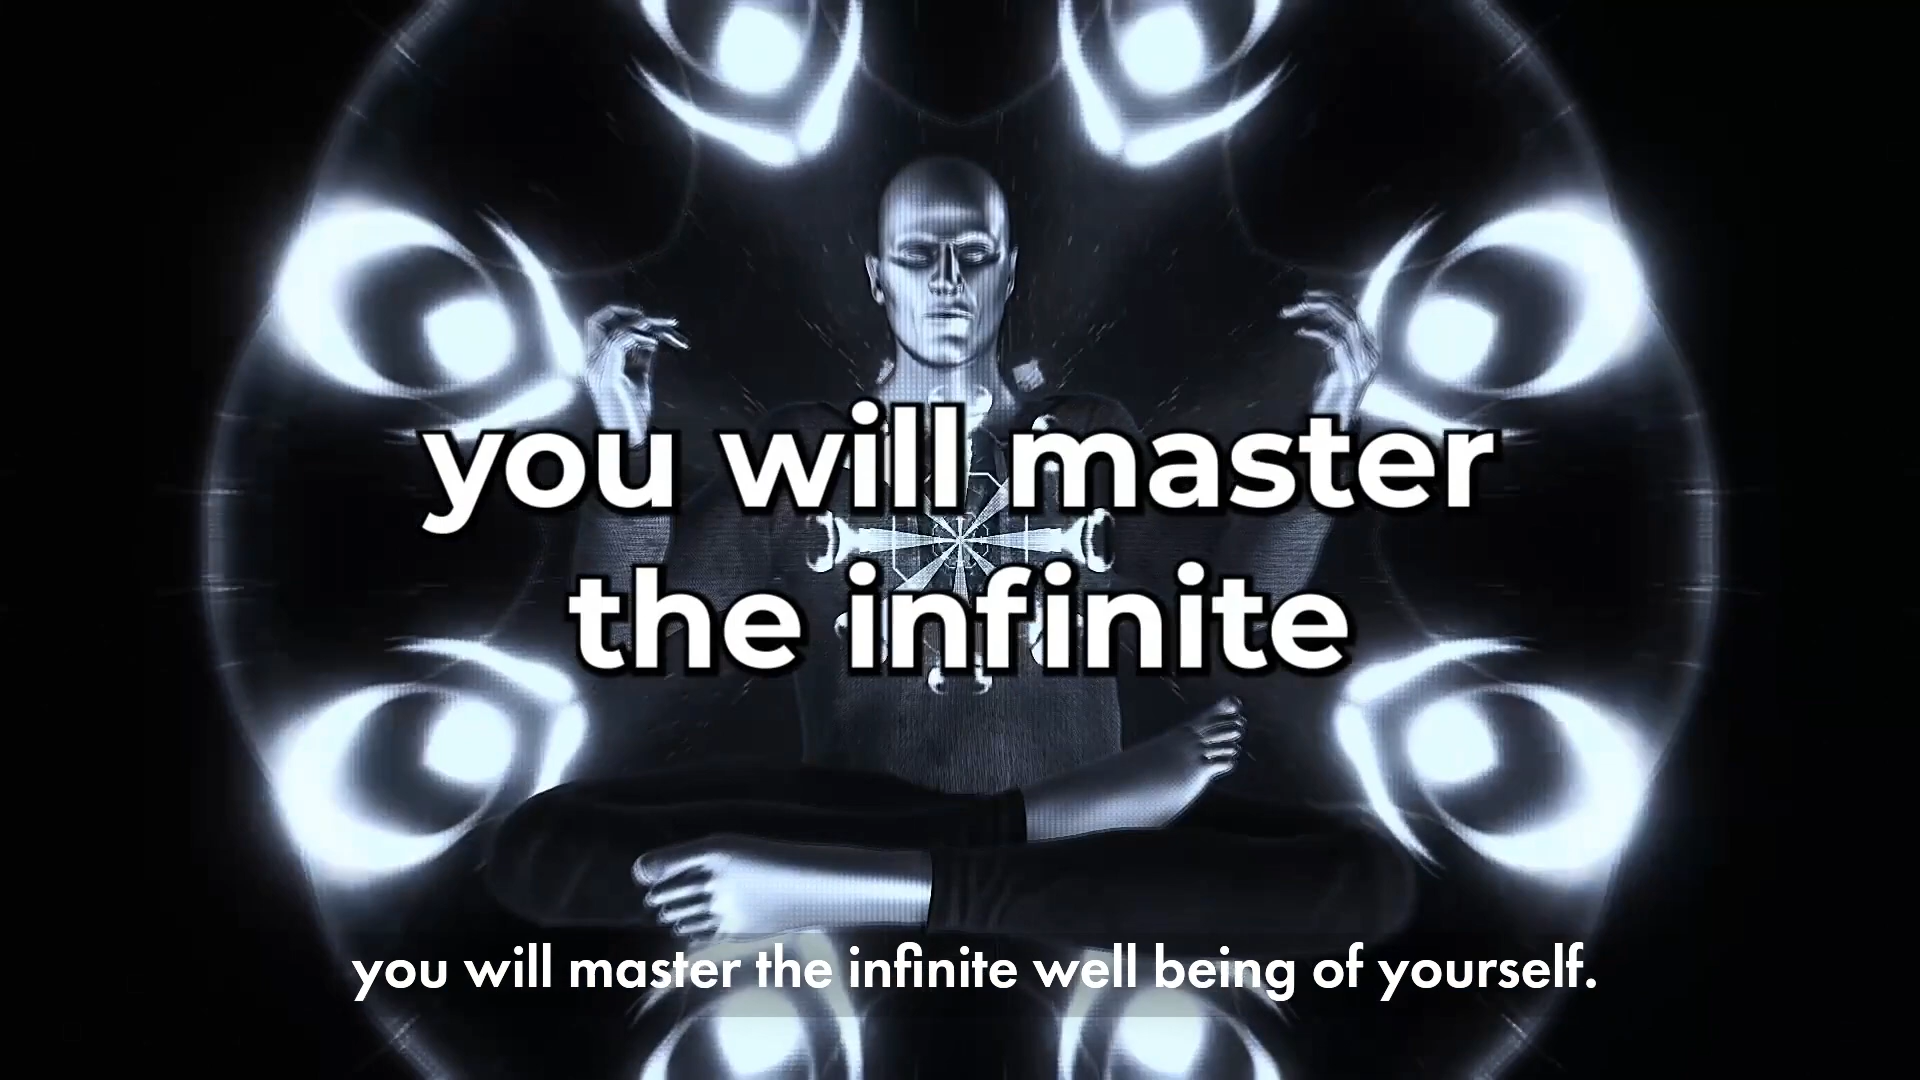 you will master
the infinite
you will master the infinite well being of yourself.